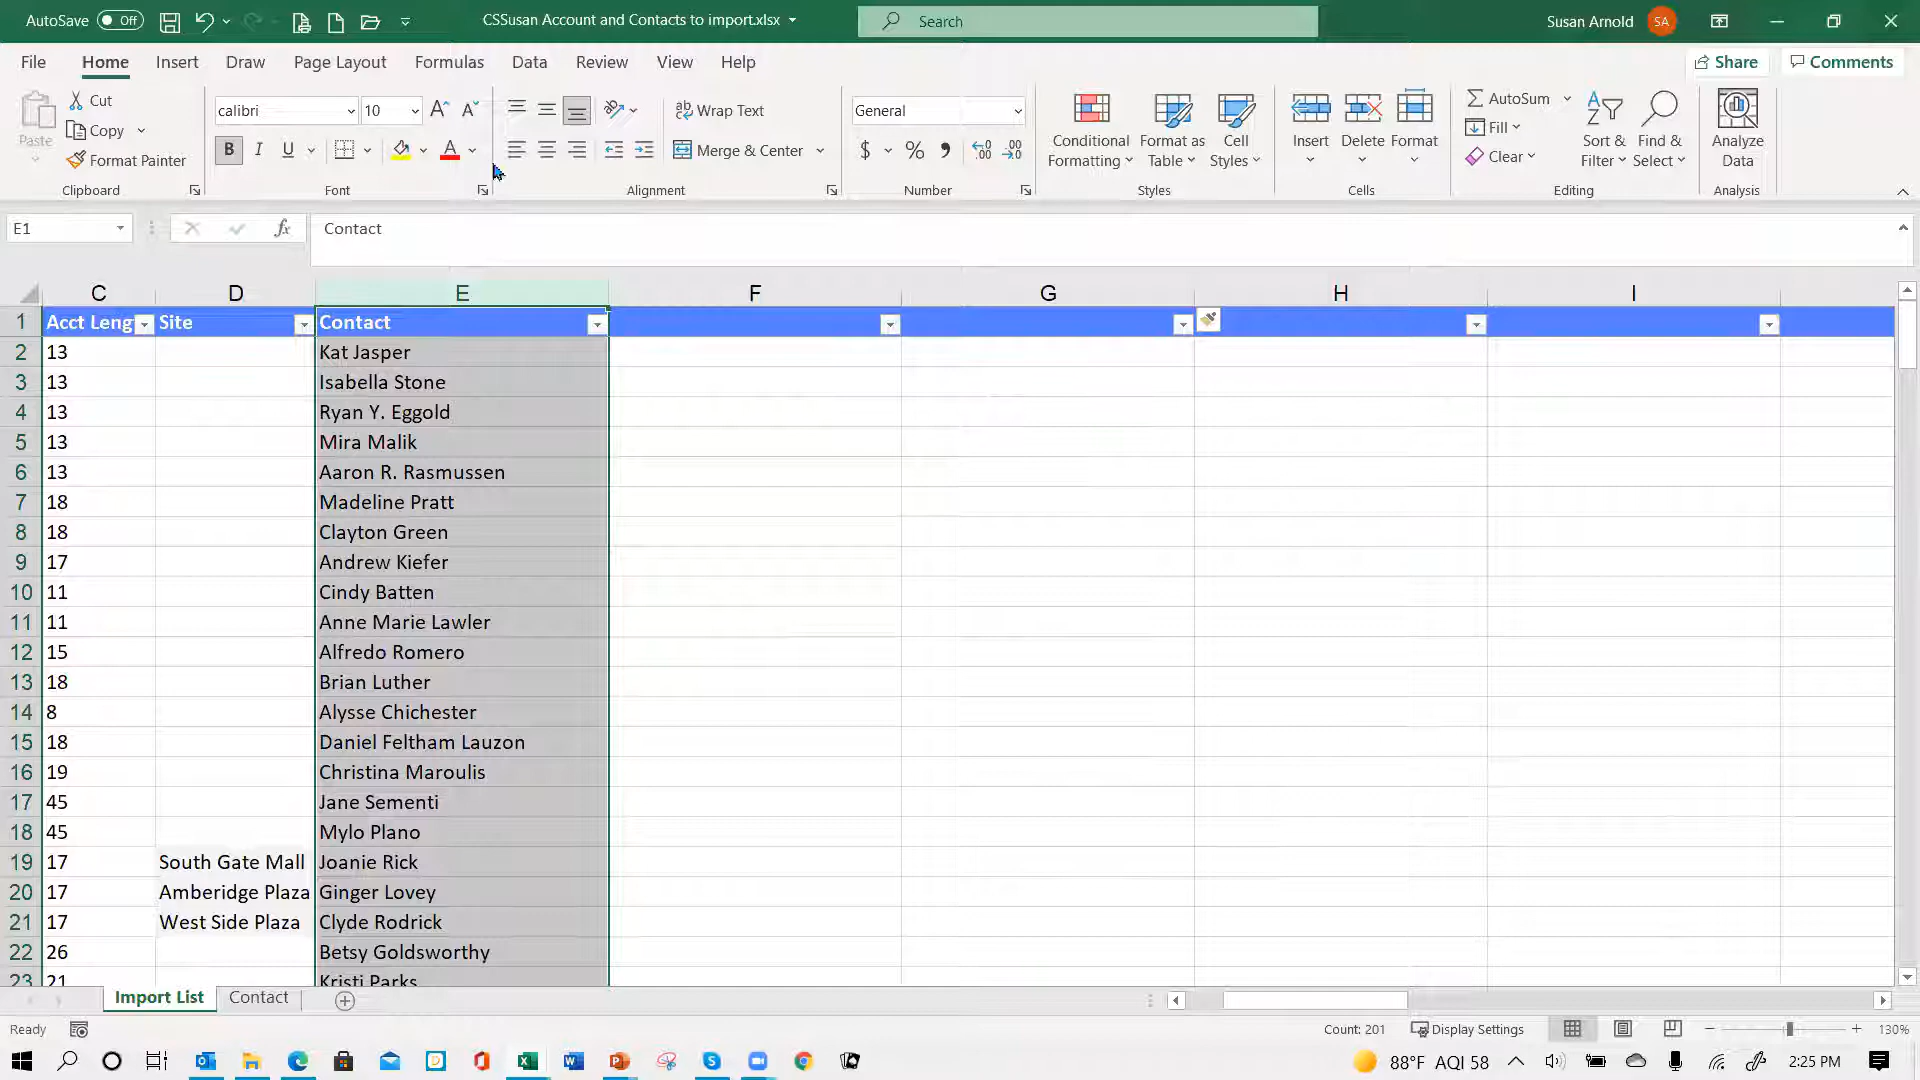 AutoSave Off CSSusan Account and Contacts to import.xlsx Search Susan Arnold SA
File Home Insert Draw Page Layout Formulas Data Review View Help Share Comments
Paste Cut Copy Format Painter Clipboard
calibri 10 B I U A Font
Wrap Text Merge & Center Alignment
General $ % Number
Conditional Formatting Format as Table Cell Styles Styles
Insert Delete Format Cells
AutoSum Fill Clear Sort & Filter Find & Select Editing
Analyze Data Analysis
E1 fx Contact
C D E F G H I
1 Acct Leng Site Contact
2 13 Kat Jasper
3 13 Isabella Stone
4 13 Ryan Y. Eggold
5 13 Mira Malik
6 13 Aaron R. Rasmussen
7 18 Madeline Pratt
8 18 Clayton Green
9 17 Andrew Kiefer
10 11 Cindy Batten
11 11 Anne Marie Lawler
12 15 Alfredo Romero
13 18 Brian Luther
14 8 Alysse Chichester
15 18 Daniel Feltham Lauzon
16 19 Christina Maroulis
17 45 Jane Sementi
18 45 Mylo Plano
19 17 South Gate Mall Joanie Rick
20 17 Amberidge Plaza Ginger Lovey
21 17 West Side Plaza Clyde Rodrick
22 26 Betsy Goldsworthy
23 21 Kristi Parks
Import List Contact
Ready Count: 201 Display Settings 130%
88°F AQI 58 2:25 PM